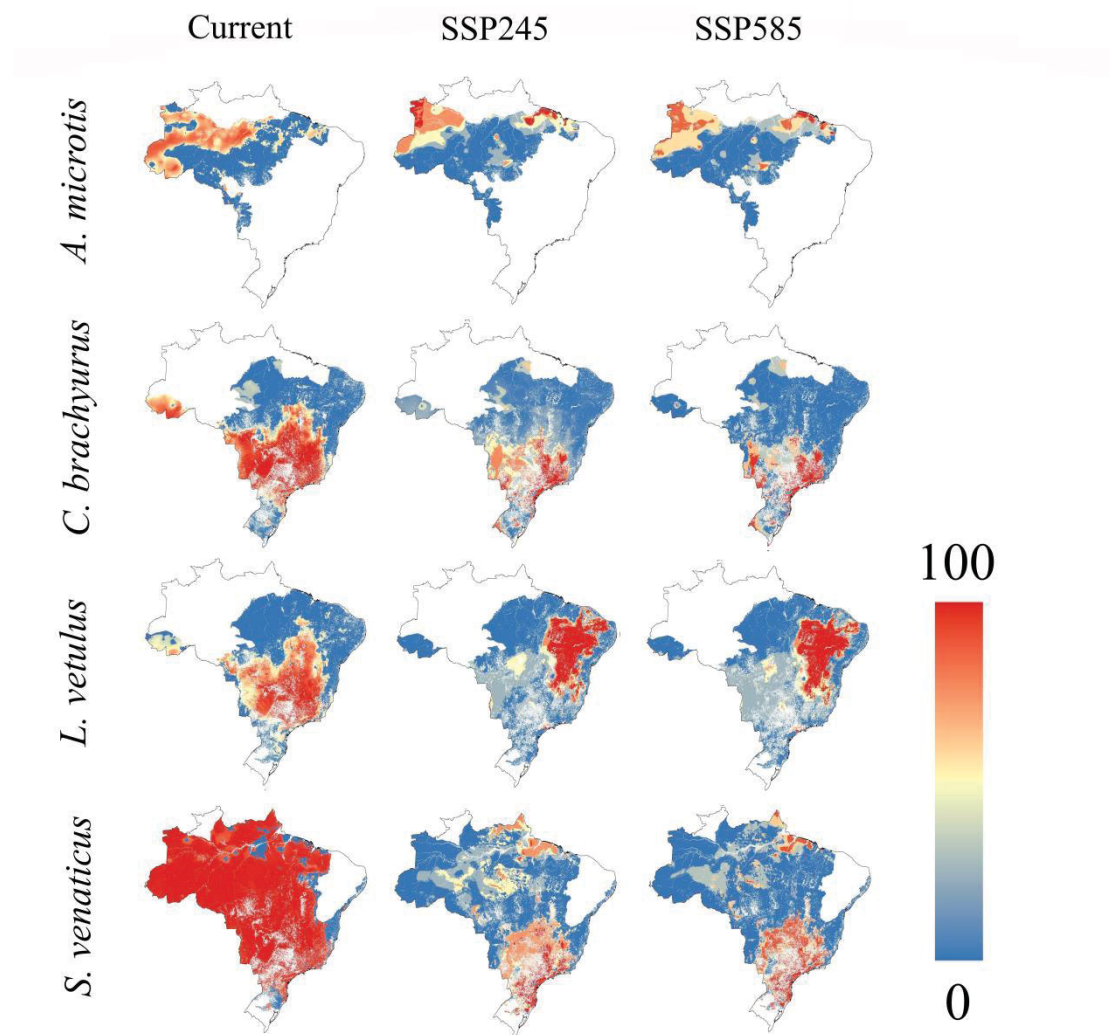 Current SSP245 SSP585
A. microtis
C. brachyurus
L. vetulus
S. venaticus
100
0